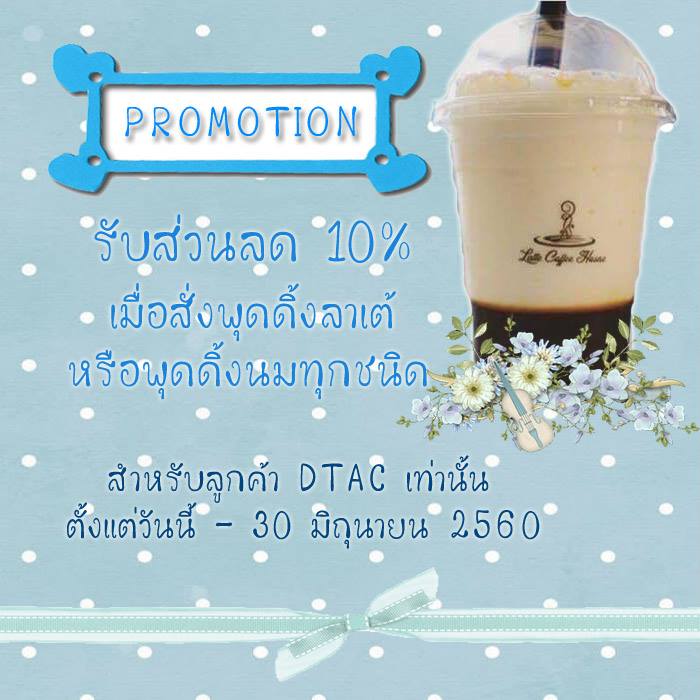 PROMOTION
Latte Coffee House
รับส่วนลด 10%
เมื่อสั่งพุดดิ้งลาเต้
หรือพุดดิ้งนมทุกชนิด
สำหรับลูกค้า DTAC เท่านั้น
ตั้งแต่วันนี้ - 30 มิถุนายน 2560